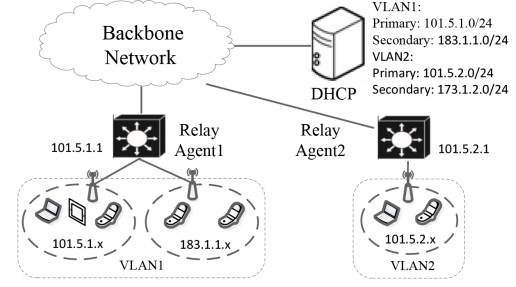 Backbone
Network
DHCP
VLAN1:
Primary: 101.5.1.0/24
Secondary: 183.1.1.0/24
VLAN2:
Primary: 101.5.2.0/24
Secondary: 173.1.2.0/24
101.5.1.1
Relay
Agent1
Relay
Agent2
101.5.2.1
101.5.1.x
183.1.1.x
VLAN1
101.5.2.x
VLAN2